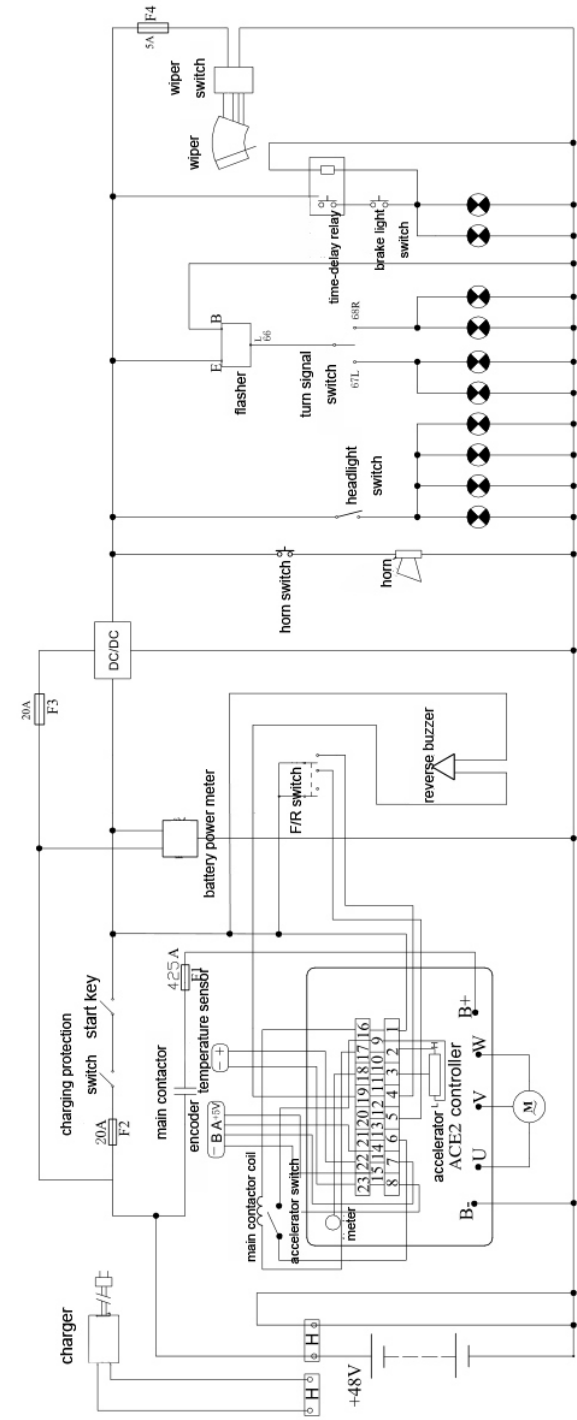 charger
H
H
+48V
charging protection
switch
start key
20A
F2
main contactor
425A
F1
encoder
temperature sensor
- B A +5V
- +
main contactor coil
accelerator switch
meter
23 22 21 20 19 18 17 16
15 14 13 12 11 10 9
8 7 6 5 4 3 2 1
L H
accelerator
ACE2 controller
B- U V W B+
M
20A
F3
battery power meter
F/R switch
reverse buzzer
DC/DC
horn switch
horn
headlight
switch
E B
flasher
L
66
turn signal
switch
67L 68R
time-delay relay
brake light
switch
wiper
wiper
switch
5A
F4